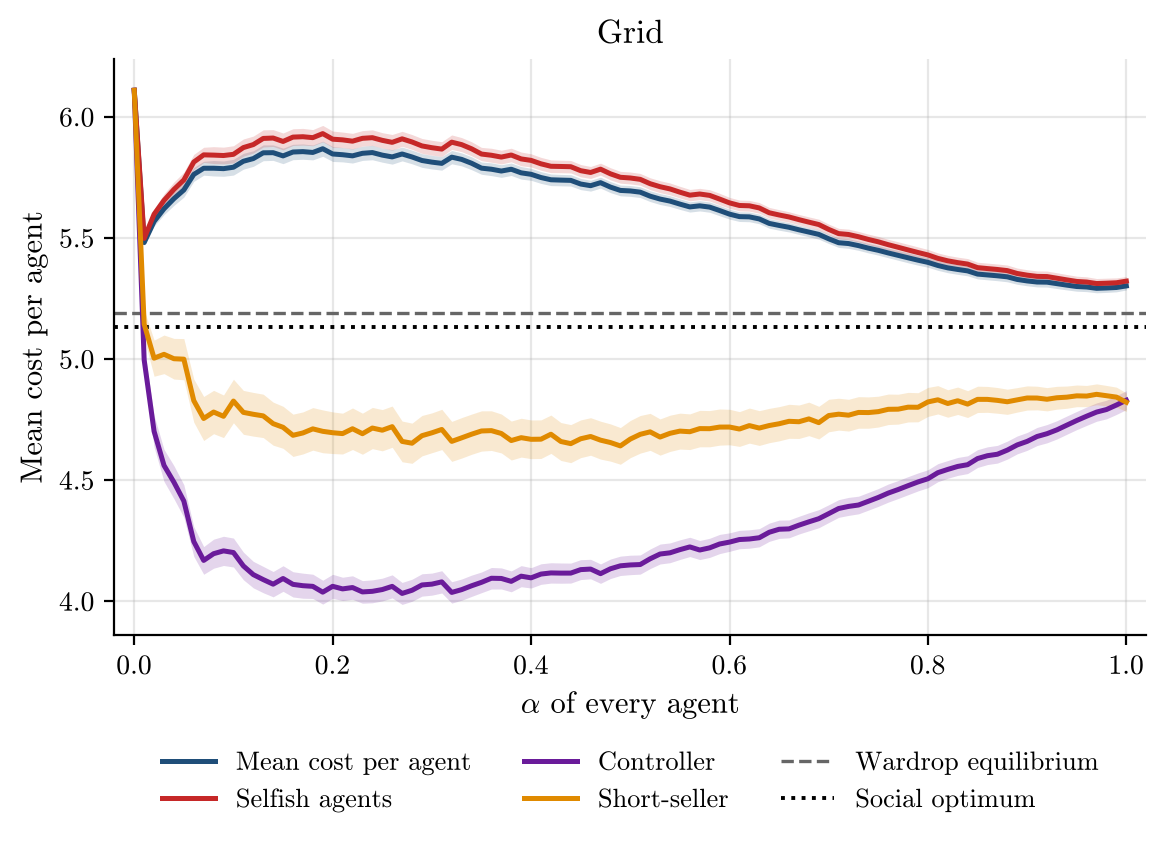 Grid
Mean cost per agent
6.0
5.5
5.0
4.5
4.0
0.0 0.2 0.4 0.6 0.8 1.0
α of every agent
Mean cost per agent Controller Wardrop equilibrium
Selfish agents Short-seller Social optimum